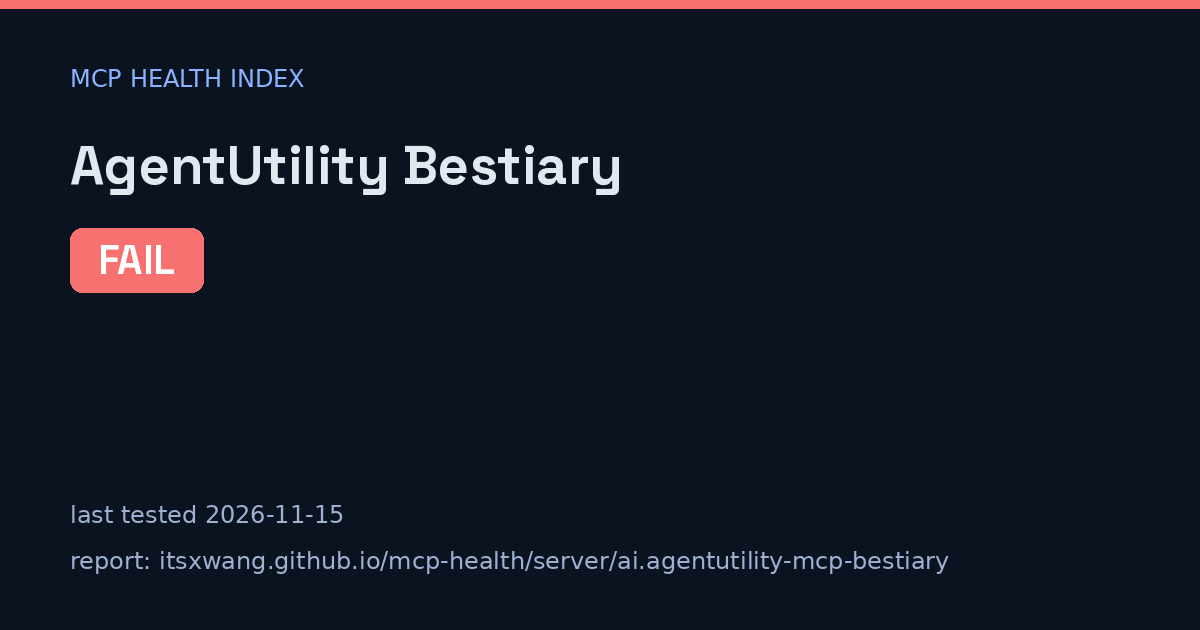 MCP HEALTH INDEX
AgentUtility Bestiary
FAIL
last tested 2026-11-15
report: itsxwang.github.io/mcp-health/server/ai.agentutility-mcp-bestiary